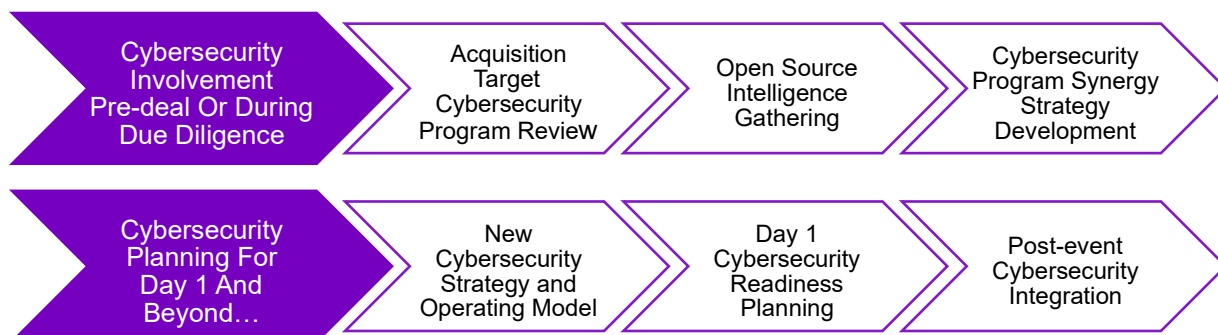 Cybersecurity
Involvement
Pre-deal Or During
Due Diligence
Acquisition
Target
Cybersecurity
Program Review
Open Source
Intelligence
Gathering
Cybersecurity
Program Synergy
Strategy
Development
Cybersecurity
Planning For
Day 1 And
Beyond…
New
Cybersecurity
Strategy and
Operating Model
Day 1
Cybersecurity
Readiness
Planning
Post-event
Cybersecurity
Integration